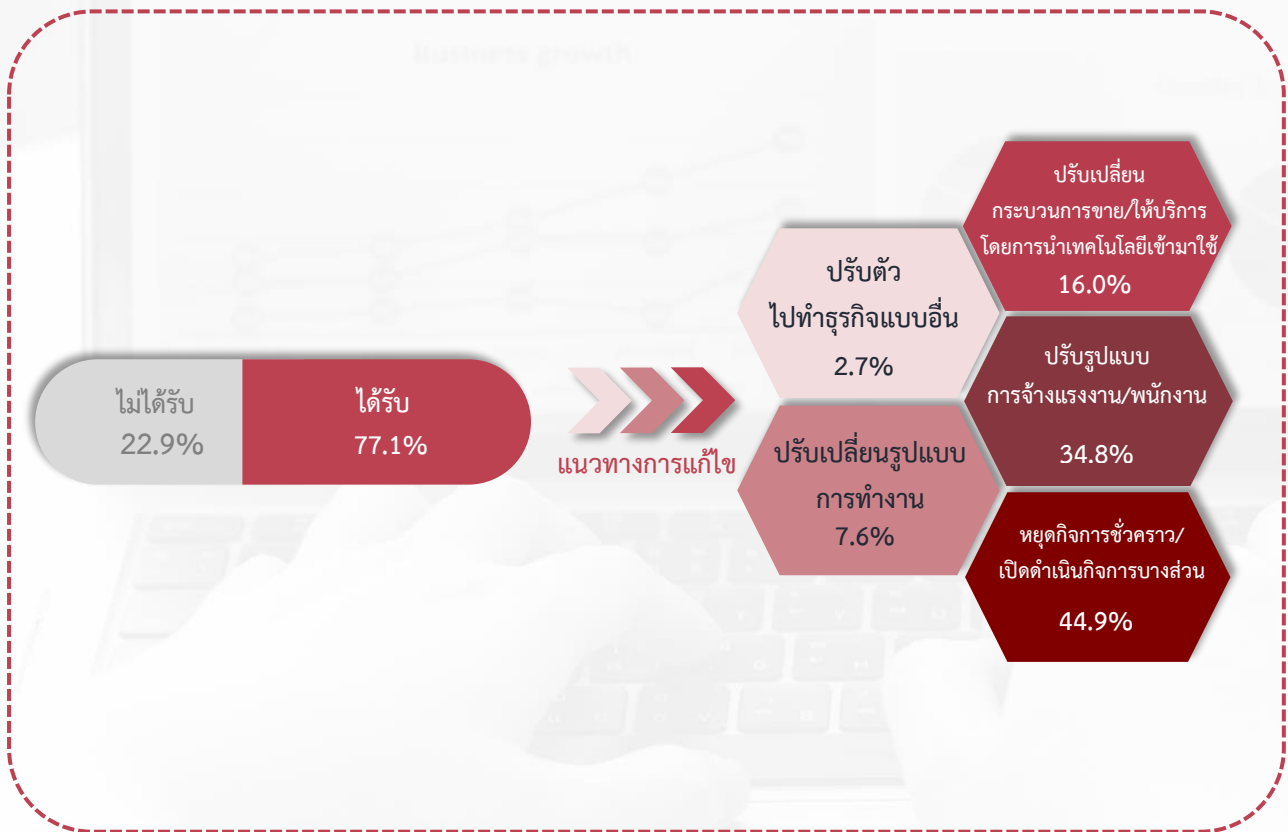 Business growth
ไม่ได้รับ
22.9%
ได้รับ
77.1%
แนวทางการแก้ไข
ปรับตัว
ไปทำธุรกิจแบบอื่น
2.7%
ปรับเปลี่ยนรูปแบบ
การทำงาน
7.6%
ปรับเปลี่ยน
กระบวนการขาย/ให้บริการ
โดยการนำเทคโนโลยีเข้ามาใช้
16.0%
ปรับรูปแบบ
การจ้างแรงงาน/พนักงาน
34.8%
หยุดกิจการชั่วคราว/
เปิดดำเนินกิจการบางส่วน
44.9%